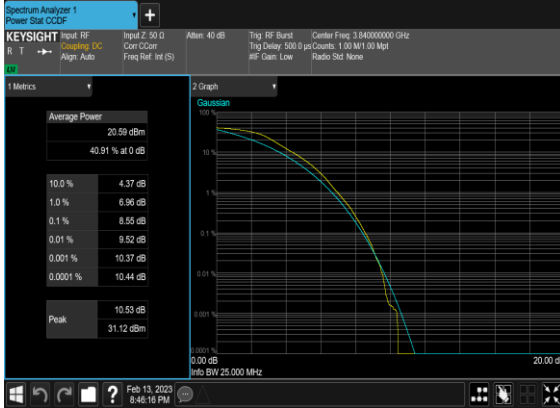 Spectrum Analyzer 1
Power Stat CCDF
+
KEYSIGHT
R T
LXI
Input: RF
Coupling: DC
Align: Auto
Input Z: 50 Ω
Corr CCorr
Freq Ref: Int (S)
Atten: 40 dB
Trig: RF Burst
Trig Delay: 500.0 µs
#IF Gain: Low
Center Freq: 3.840000000 GHz
Counts: 1.00 M/1.00 Mpt
Radio Std: None
1 Metrics
Average Power
20.59 dBm
40.91 % at 0 dB
10.0 % 4.37 dB
1.0 % 6.96 dB
0.1 % 8.55 dB
0.01 % 9.52 dB
0.001 % 10.37 dB
0.0001 % 10.44 dB
Peak
10.53 dB
31.12 dBm
2 Graph
Gaussian
100 %
10 %
1 %
0.1 %
0.01 %
0.001 %
0.0001 %
0.00 dB
20.00 d
Info BW 25.000 MHz
?
Feb 13, 2023
8:46:16 PM